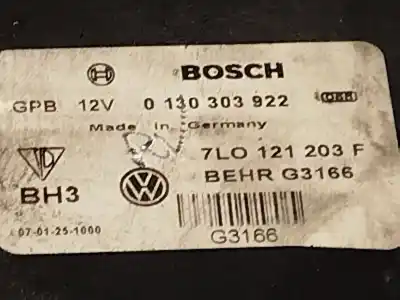 BOSCH
GPB 12V 0 130 303 922
Made in Germany
7L0 121 203 F
BH3
BEHR G3166
07-01-25-1000
G3166